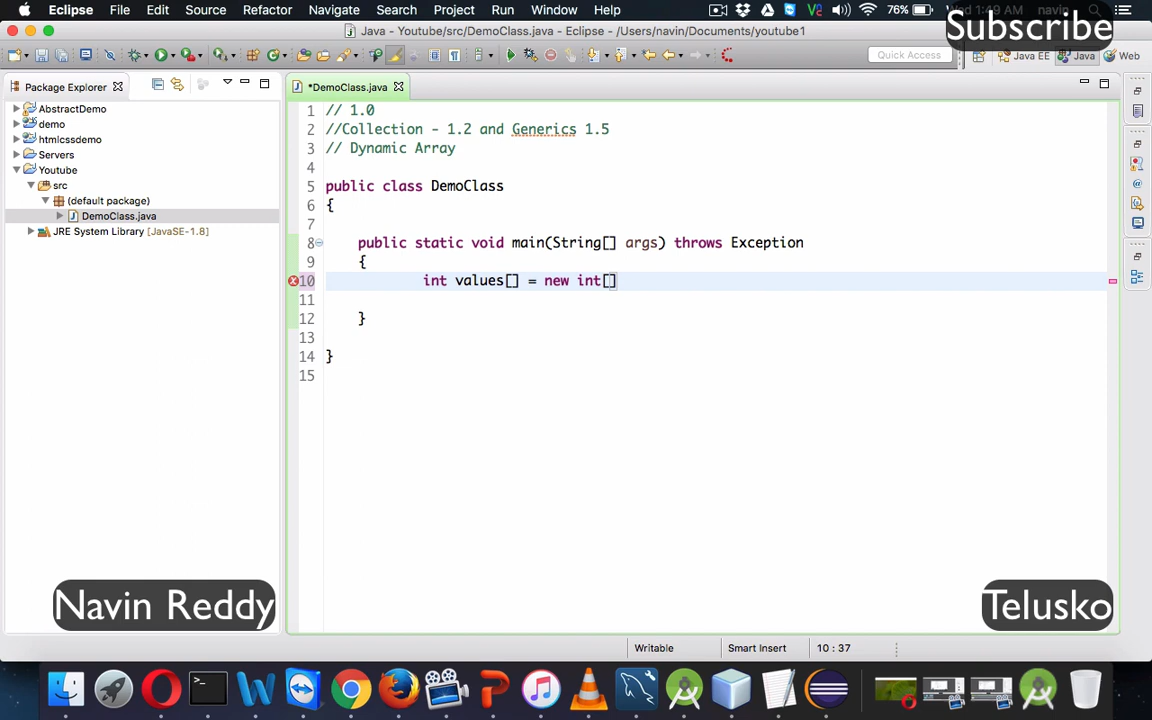 Eclipse File Edit Source Refactor Navigate Search Project Run Window Help 76% 1:49 AM navin
Subscribe
Java - Youtube/src/DemoClass.java - Eclipse - /Users/navin/Documents/youtube1
Quick Access Java EE Java Web
Package Explorer
*DemoClass.java
AbstractDemo
demo
htmlcssdemo
Servers
Youtube
src
(default package)
DemoClass.java
JRE System Library [JavaSE-1.8]
1 // 1.0
2 //Collection - 1.2 and Generics 1.5
3 // Dynamic Array
4
5 public class DemoClass
6 {
7
8 public static void main(String[] args) throws Exception
9 {
10 int values[] = new int[]
11
12 }
13
14 }
15
Navin Reddy
Telusko
Writable Smart Insert 10 : 37